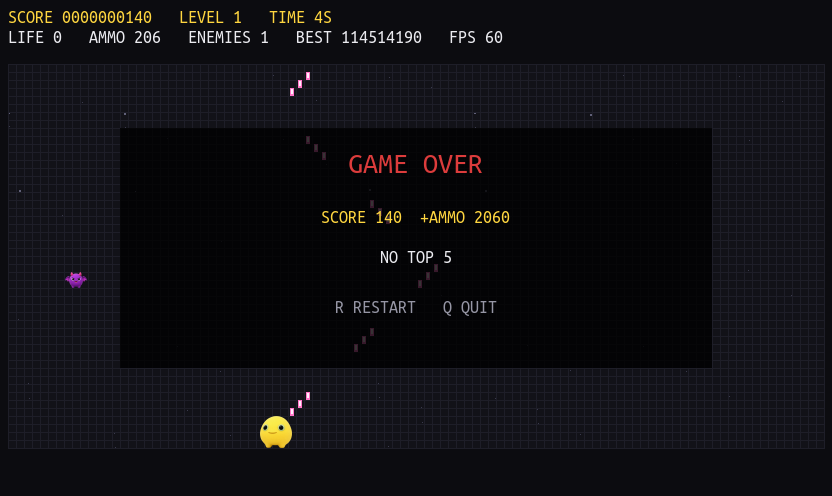 SCORE 0000000140   LEVEL 1   TIME 4S
LIFE 0   AMMO 206   ENEMIES 1   BEST 114514190   FPS 60
GAME OVER
SCORE 140  +AMMO 2060
NO TOP 5
R RESTART   Q QUIT